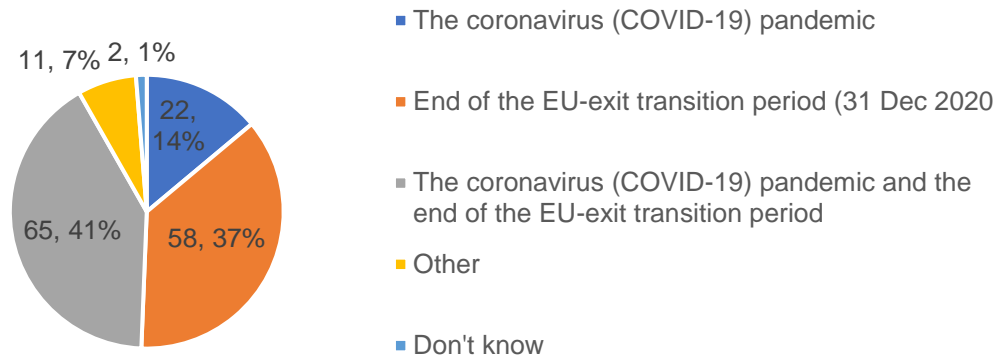 The coronavirus (COVID-19) pandemic
11, 7%
2, 1%
22,
14%
End of the EU-exit transition period (31 Dec 2020
The coronavirus (COVID-19) pandemic and the
end of the EU-exit transition period
65, 41%
58, 37%
Other
Don't know